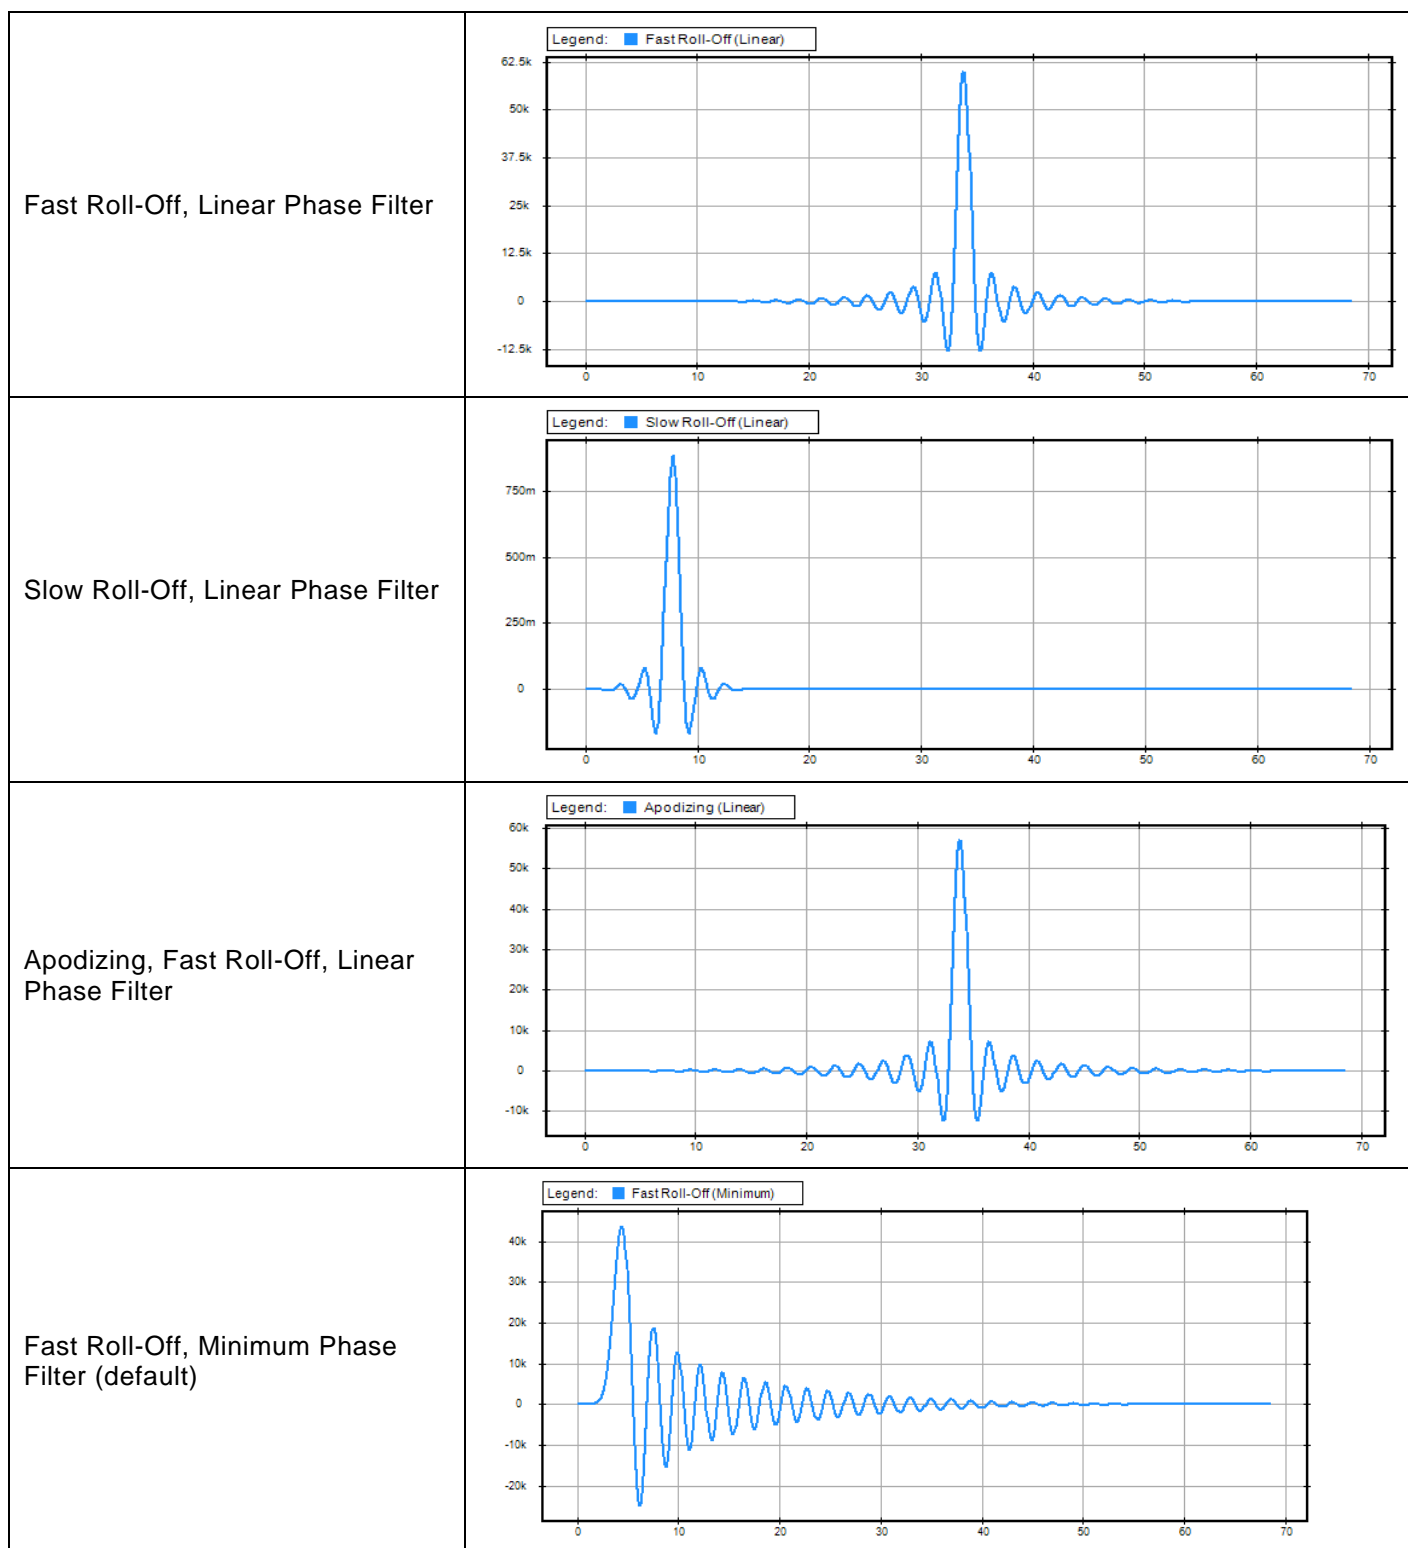 Fast Roll-Off, Linear Phase Filter
Legend: Fast Roll-Off (Linear)
62.5k
50k
37.5k
25k
12.5k
0
-12.5k
0 10 20 30 40 50 60 70
Slow Roll-Off, Linear Phase Filter
Legend: Slow Roll-Off (Linear)
750m
500m
250m
0
0 10 20 30 40 50 60 70
Apodizing, Fast Roll-Off, Linear
Phase Filter
Legend: Apodizing (Linear)
60k
50k
40k
30k
20k
10k
0
-10k
0 10 20 30 40 50 60 70
Fast Roll-Off, Minimum Phase
Filter (default)
Legend: Fast Roll-Off (Minimum)
40k
30k
20k
10k
0
-10k
-20k
0 10 20 30 40 50 60 70